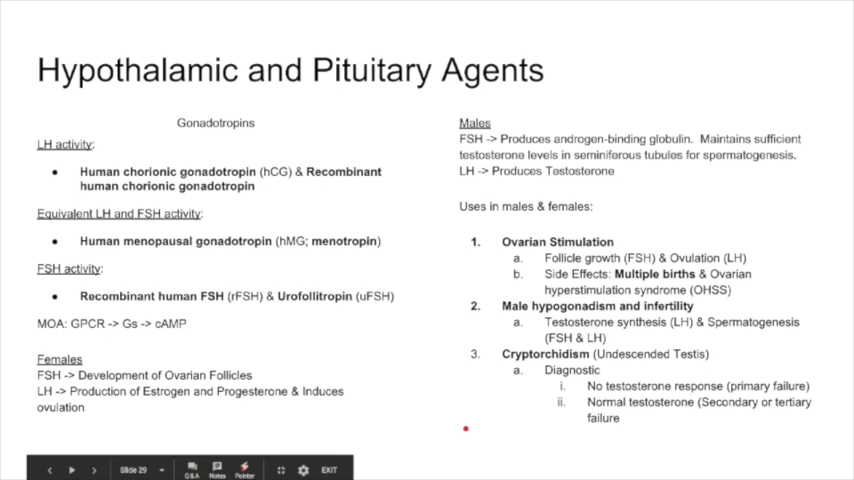 Hypothalamic and Pituitary Agents
Gonadotropins
LH activity:
● Human chorionic gonadotropin (hCG) & Recombinant
human chorionic gonadotropin
Equivalent LH and FSH activity:
● Human menopausal gonadotropin (hMG; menotropin)
FSH activity:
● Recombinant human FSH (rFSH) & Urofollitropin (uFSH)
MOA: GPCR -> Gs -> cAMP
Females
FSH -> Development of Ovarian Follicles
LH -> Production of Estrogen and Progesterone & Induces
ovulation
Males
FSH -> Produces androgen-binding globulin. Maintains sufficient
testosterone levels in seminiferous tubules for spermatogenesis.
LH -> Produces Testosterone
Uses in males & females:
1. Ovarian Stimulation
a. Follicle growth (FSH) & Ovulation (LH)
b. Side Effects: Multiple births & Ovarian
hyperstimulation syndrome (OHSS)
2. Male hypogonadism and infertility
a. Testosterone synthesis (LH) & Spermatogenesis
(FSH & LH)
3. Cryptorchidism (Undescended Testis)
a. Diagnostic
i. No testosterone response (primary failure)
ii. Normal testosterone (Secondary or tertiary
failure
Slide 29
Q&A
Notes
Pointer
EXIT